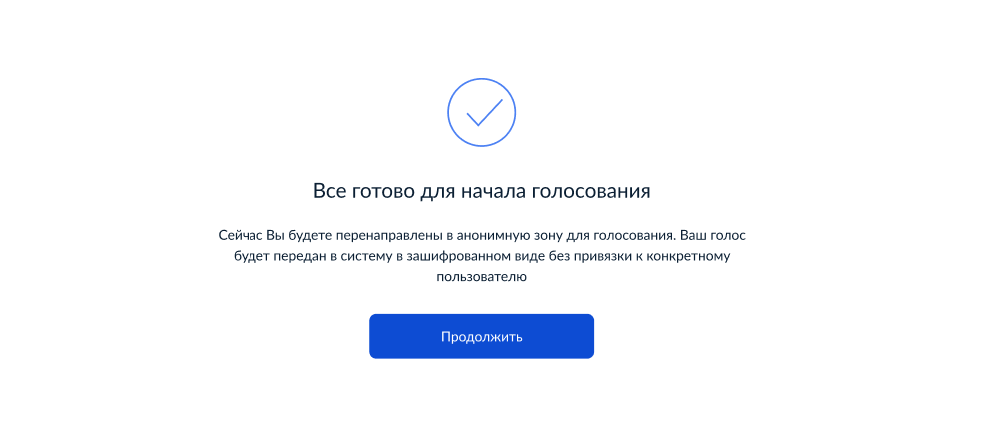 Все готово для начала голосования
Сейчас Вы будете перенаправлены в анонимную зону для голосования. Ваш голос
будет передан в систему в зашифрованном виде без привязки к конкретному
пользователю
Продолжить